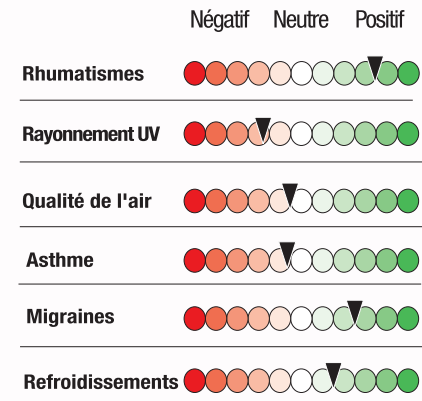 Négatif Neutre Positif
Rhumatismes
Rayonnement UV
Qualité de l'air
Asthme
Migraines
Refroidissements